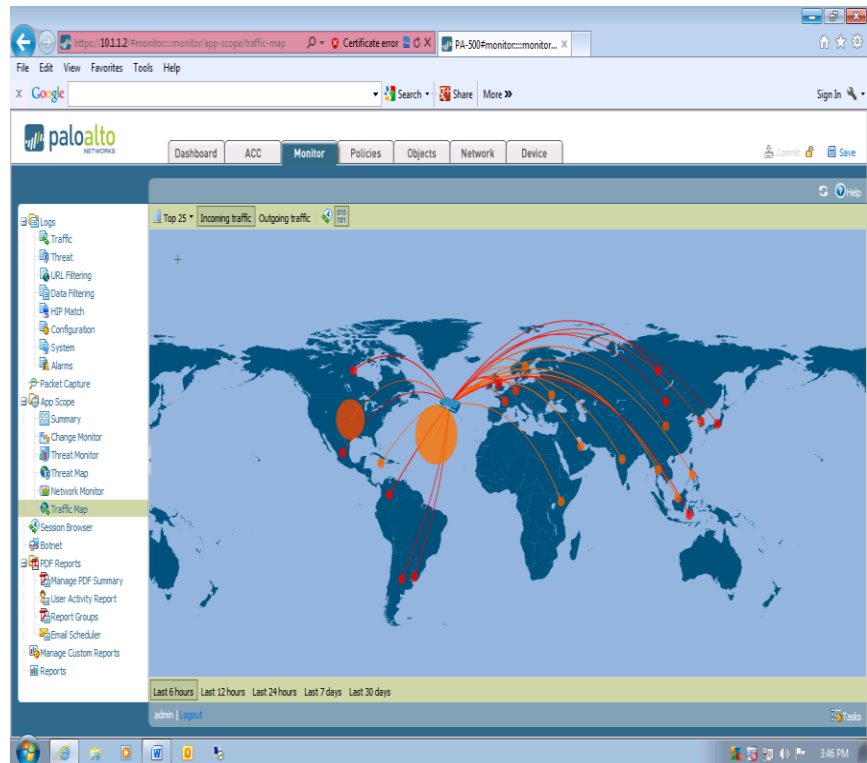 https://10.1.1.2/#monitor::::monitor/app-scope/traffic-map
Certificate error
PA-500#monitor::::monitor...
File Edit View Favorites Tools Help
x Google
Search
Share
More »
Sign In
paloalto
NETWORKS
Dashboard
ACC
Monitor
Policies
Objects
Network
Device
Commit
Save
Help
Top 25
Incoming traffic
Outgoing traffic
010
101
Logs
Traffic
Threat
URL Filtering
Data Filtering
HIP Match
Configuration
System
Alarms
Packet Capture
App Scope
Summary
Change Monitor
Threat Monitor
Threat Map
Network Monitor
Traffic Map
Session Browser
Botnet
PDF Reports
Manage PDF Summary
User Activity Report
Report Groups
Email Scheduler
Manage Custom Reports
Reports
Last 6 hours Last 12 hours Last 24 hours Last 7 days Last 30 days
admin | Logout
Tasks
3:46 PM